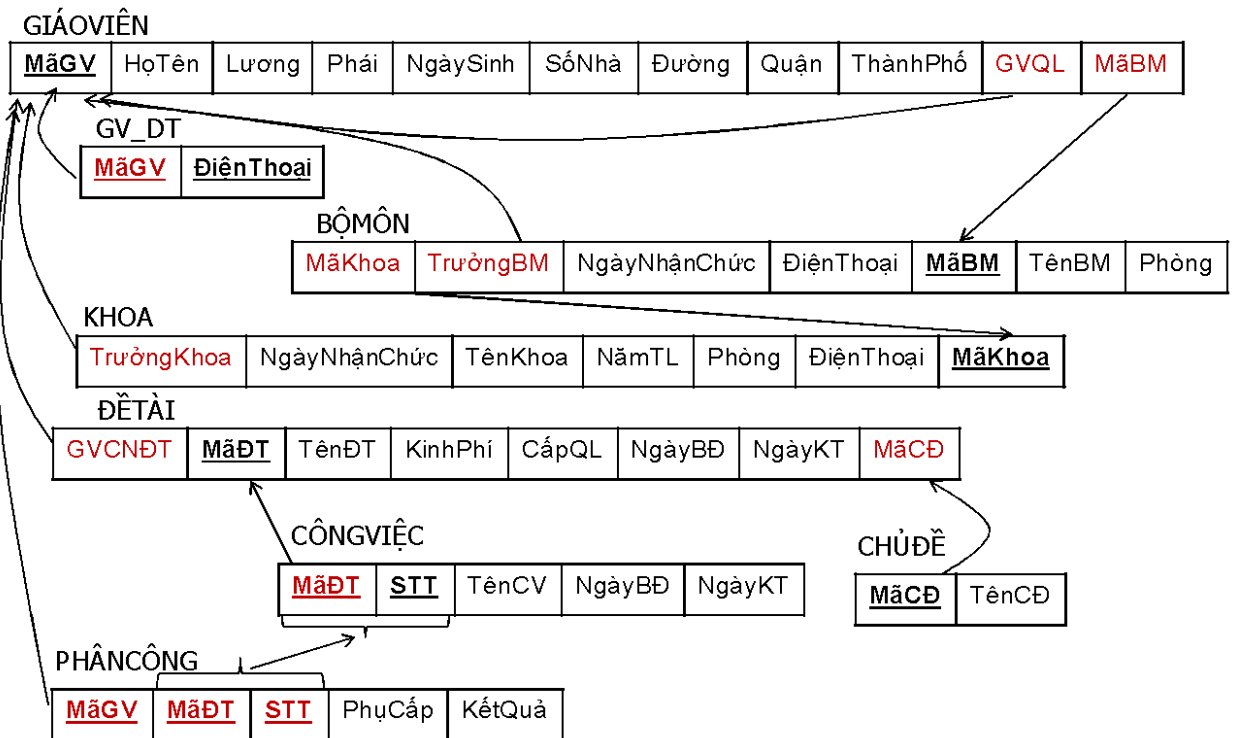 GIÁOVIÊN
MãGV HọTên Lương Phái NgàySinh SốNhà Đường Quận ThànhPhố GVQL MãBM
GV_DT
MãGV ĐiệnThoại
BỘMÔN
MãKhoa TrưởngBM NgàyNhậnChức ĐiệnThoại MãBM TênBM Phòng
KHOA
TrưởngKhoa NgàyNhậnChức TênKhoa NămTL Phòng ĐiệnThoại MãKhoa
ĐỀTÀI
GVCNĐT MãĐT TênĐT KinhPhí CấpQL NgàyBĐ NgàyKT MãCĐ
CÔNGVIỆC
MãĐT STT TênCV NgàyBĐ NgàyKT
CHỦĐỀ
MãCĐ TênCĐ
PHÂNCÔNG
MãGV MãĐT STT PhụCấp KếtQuả